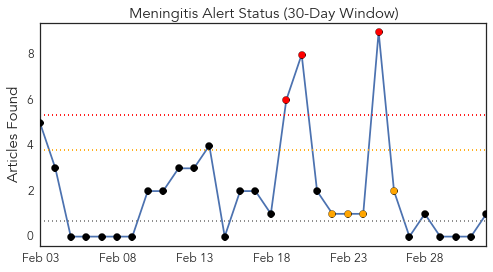 Meningitis Alert Status (30-Day Window)
Articles Found
8
6
4
2
0
Feb 03 Feb 08 Feb 13 Feb 18 Feb 23 Feb 28